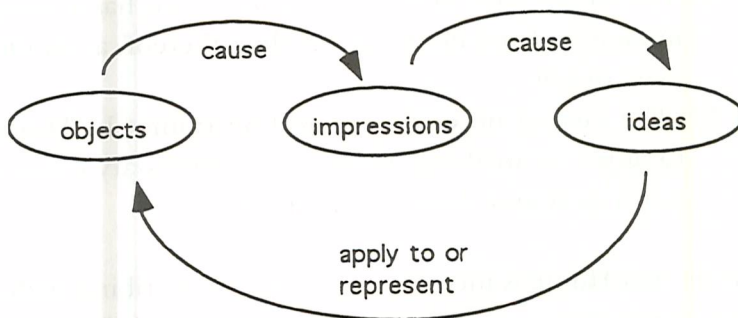 cause
cause
objects
impressions
ideas
apply to or
represent